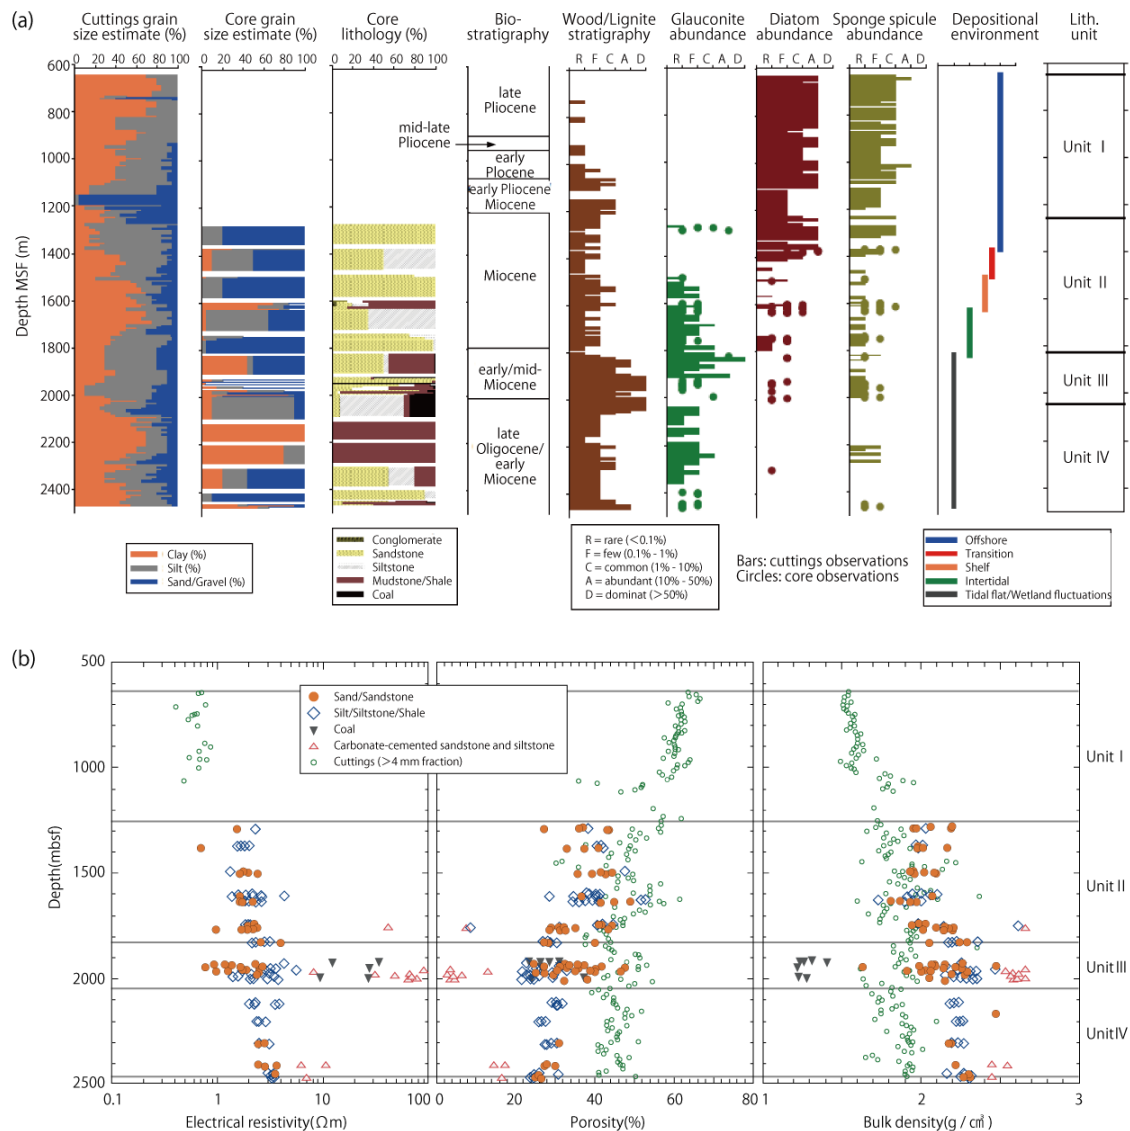 (a)
Cuttings grain
size estimate (%)
Core grain
size estimate (%)
Core
lithology (%)
Bio-
stratigraphy
Wood/Lignite
stratigraphy
Glauconite
abundance
Diatom
abundance
Sponge spicule
abundance
Depositional
environment
Lith.
unit
0 20 40 60 80 100
0 20 40 60 80 100
0 20 40 60 80 100
R F C A D
R F C A D
R F C A D
R F C A D
Depth MSF (m)
600
800
1000
1200
1400
1600
1800
2000
2200
2400
late
Pliocene
mid-late
Pliocene
early
Plocene
early Pliocene
Miocene
Miocene
early/mid-
Miocene
late
Oligocene/
early
Miocene
Unit I
Unit II
Unit III
Unit IV
Clay (%)
Silt (%)
Sand/Gravel (%)
Conglomerate
Sandstone
Siltstone
Mudstone/Shale
Coal
R = rare (<0.1%)
F = few (0.1% - 1%)
C = common (1% - 10%)
A = abundant (10% - 50%)
D = dominat (>50%)
Bars: cuttings observations
Circles: core observations
Offshore
Transition
Shelf
Intertidal
Tidal flat/Wetland fluctuations
(b)
Depth(mbsf)
500
1000
1500
2000
2500
Sand/Sandstone
Silt/Siltstone/Shale
Coal
Carbonate-cemented sandstone and siltstone
Cuttings (>4 mm fraction)
Unit I
Unit II
Unit III
Unit IV
0.1 1 10 100
0 20 40 60 80
1 2 3
Electrical resistivity(Ωm)
Porosity(%)
Bulk density(g / c㎥)